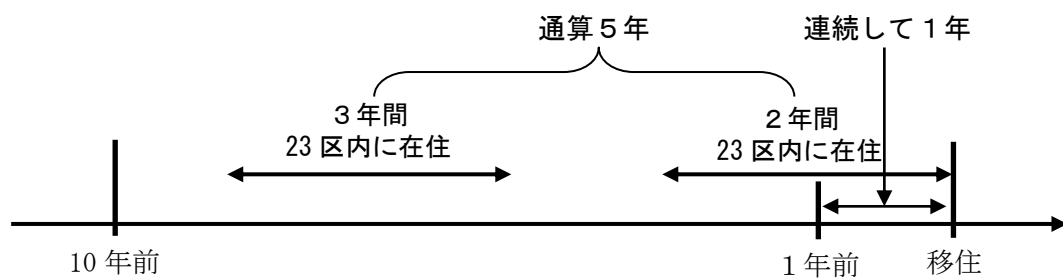 通算５年
連続して１年
３年間
23 区内に在住
２年間
23 区内に在住
10 年前
１年前
移住